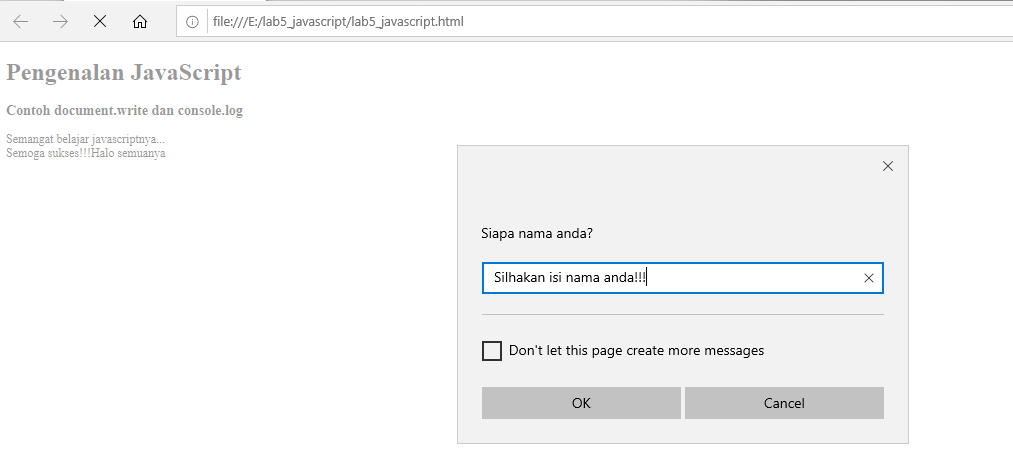 file:///E:/lab5_javascript/lab5_javascript.html
Pengenalan JavaScript
Contoh document.write dan console.log
Semangat belajar javascriptnya...
Semoga sukses!!!Halo semuanya
Siapa nama anda?
Silhakan isi nama anda!!!
Don't let this page create more messages
OK
Cancel